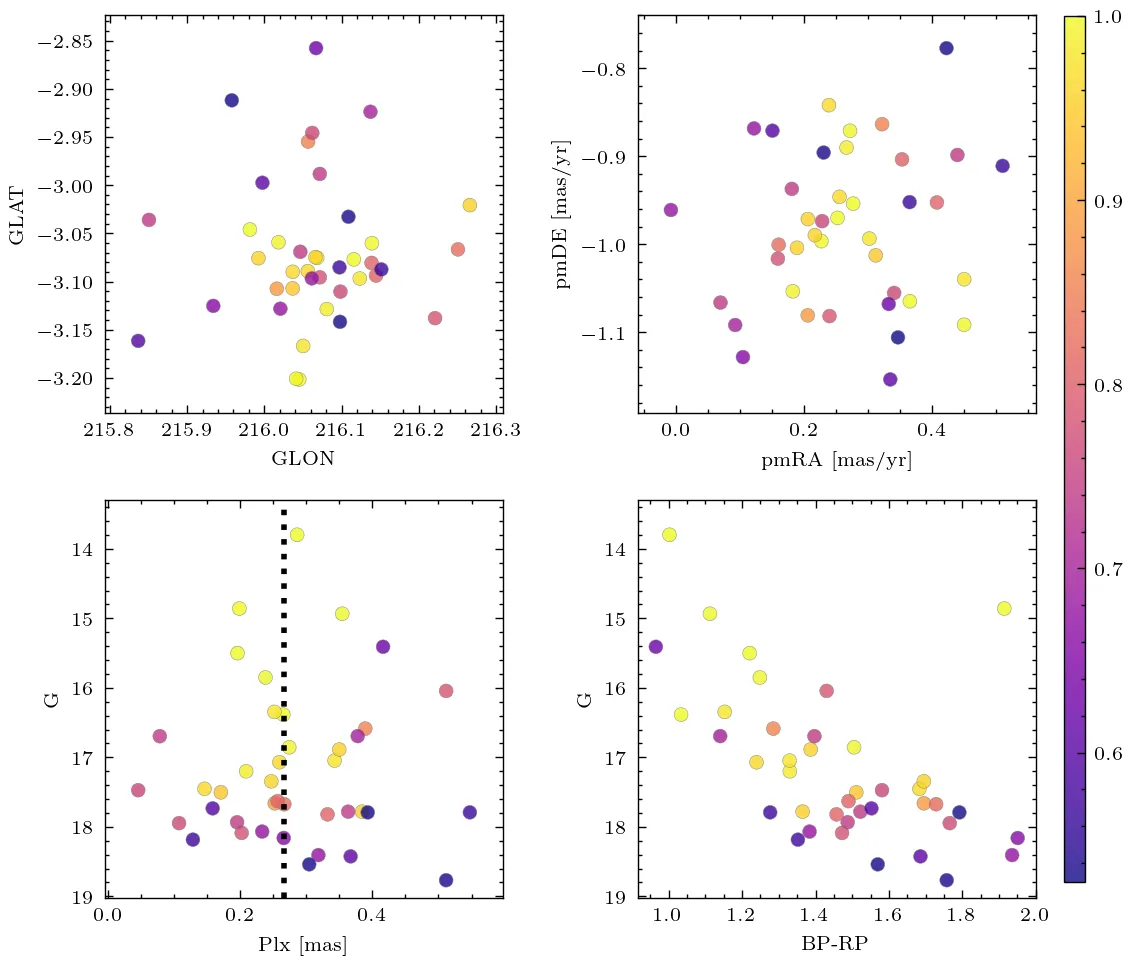 −2.85
−2.90
−2.95
−3.00
−3.05
−3.10
−3.15
−3.20
GLAT
215.8 215.9 216.0 216.1 216.2 216.3
GLON
−0.8
−0.9
−1.0
−1.1
pmDE [mas/yr]
0.0 0.2 0.4
pmRA [mas/yr]
1.0
0.9
0.8
0.7
0.6
14
15
16
17
18
19
G
0.0 0.2 0.4
Plx [mas]
14
15
16
17
18
19
G
1.0 1.2 1.4 1.6 1.8 2.0
BP-RP